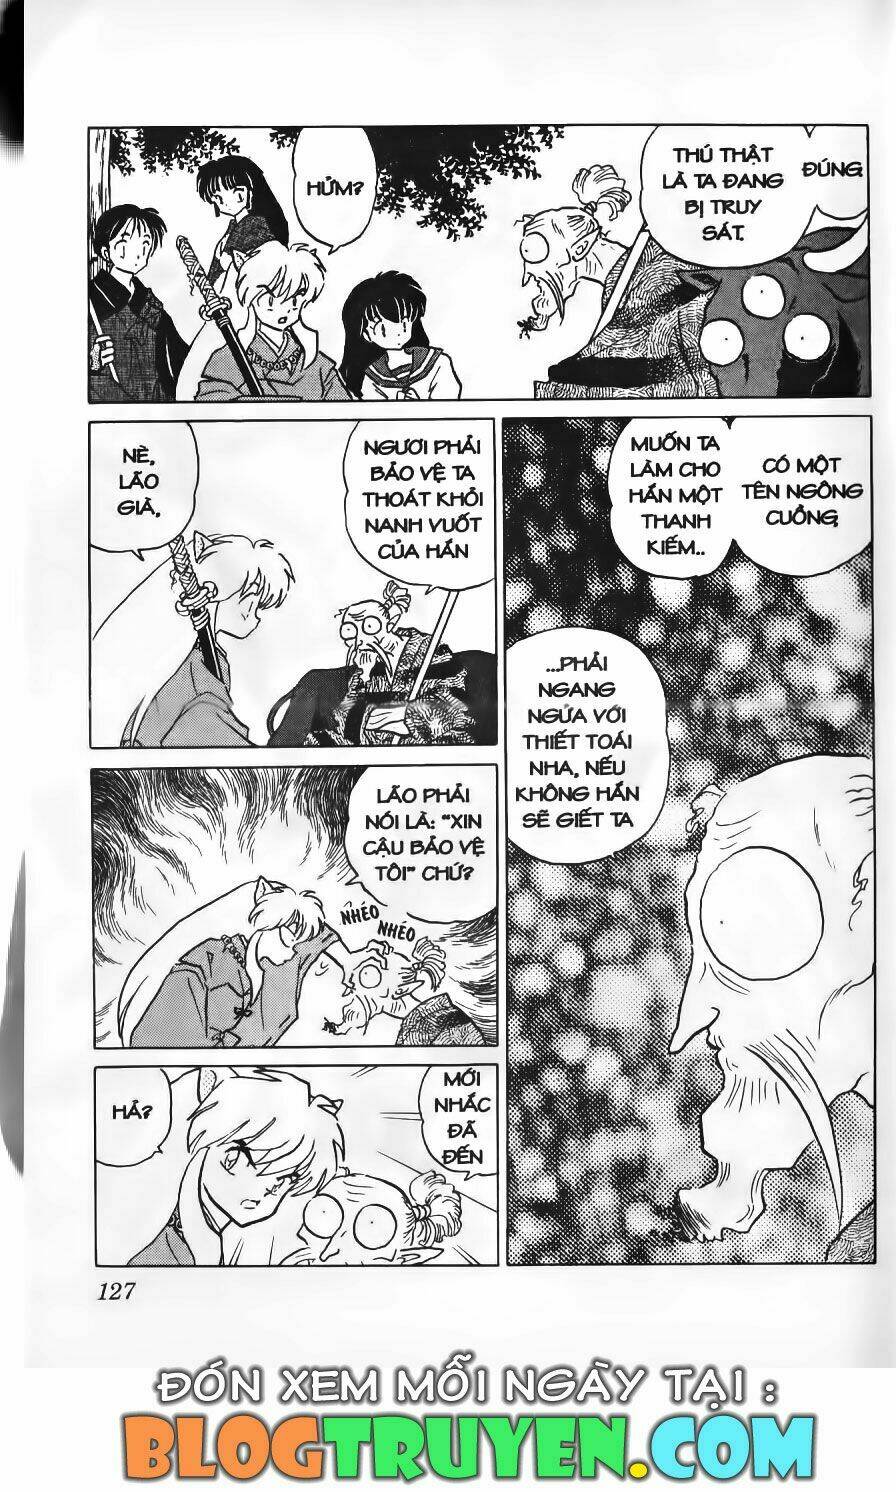 ĐÚNG.
THÚ THẬT
LÀ TA ĐANG
BỊ TRUY
SÁT.
HỬM?
CÓ MỘT
TÊN NGÔNG
CUỒNG,
MUỐN TA
LÀM CHO
HẮN MỘT
THANH
KIẾM..
...PHẢI
NGANG
NGỬA VỚI
THIẾT TOÁI
NHA, NẾU
KHÔNG HẮN
SẼ GIẾT TA
NGƯƠI PHẢI
BẢO VỆ TA
THOÁT KHỎI
NANH VUỐT
CỦA HẮN
NÈ,
LÃO
GIÀ,
LÃO PHẢI
NÓI LÀ: "XIN
CẬU BẢO VỆ
TÔI" CHỨ?
NHÉO
NHÉO
MỚI
NHẮC
ĐÃ
ĐẾN
HẢ?
127
ĐÓN XEM MỖI NGÀY TẠI :
BLOGTRUYEN.COM